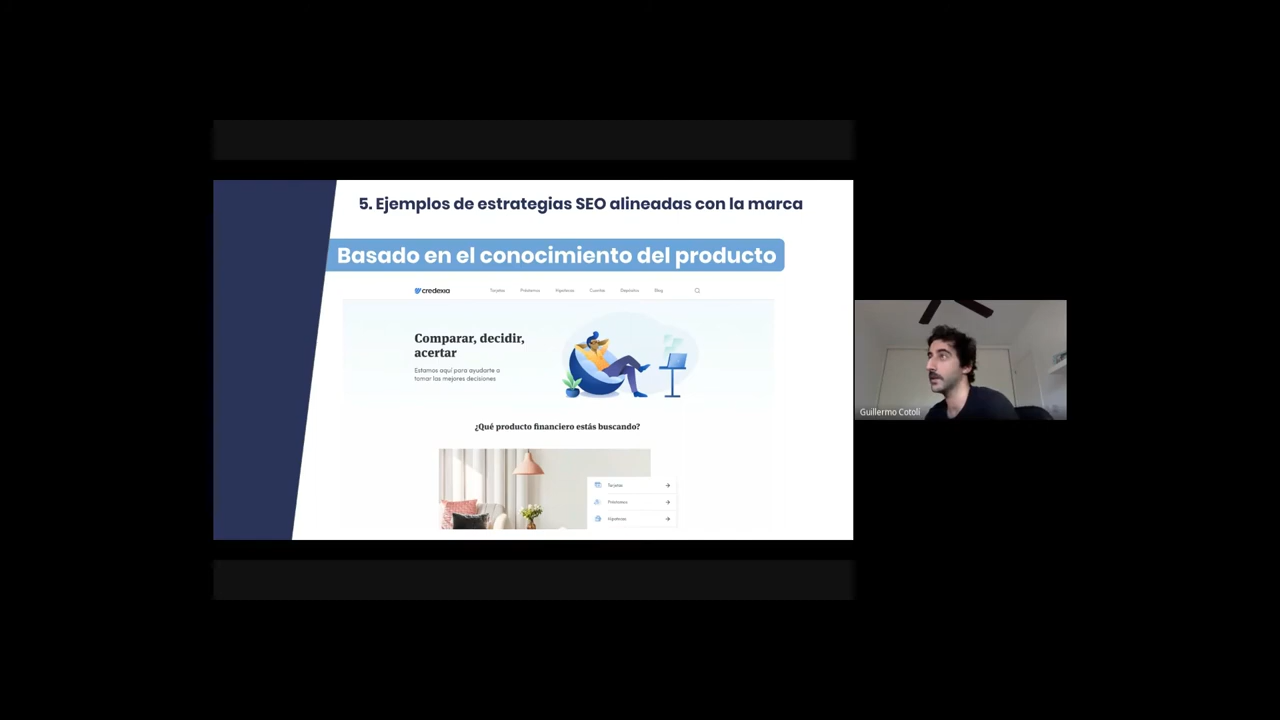 5. Ejemplos de estrategias SEO alineadas con la marca
Basado en el conocimiento del producto
credexia
Tarjetas Préstamos Hipotecas Cuentas Depósitos Blog
Comparar, decidir,
acertar
Estamos aquí para ayudarte a
tomar las mejores decisiones
¿Qué producto financiero estás buscando?
Tarjetas
Préstamos
Hipotecas
Guillermo Cotolí